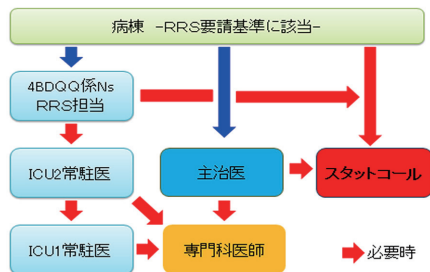 病棟 -RRS要請基準に該当-
4BDQQ係Ns
RRS担当
ICU2常駐医
主治医
スタットコール
ICU1常駐医
専門科医師
必要時